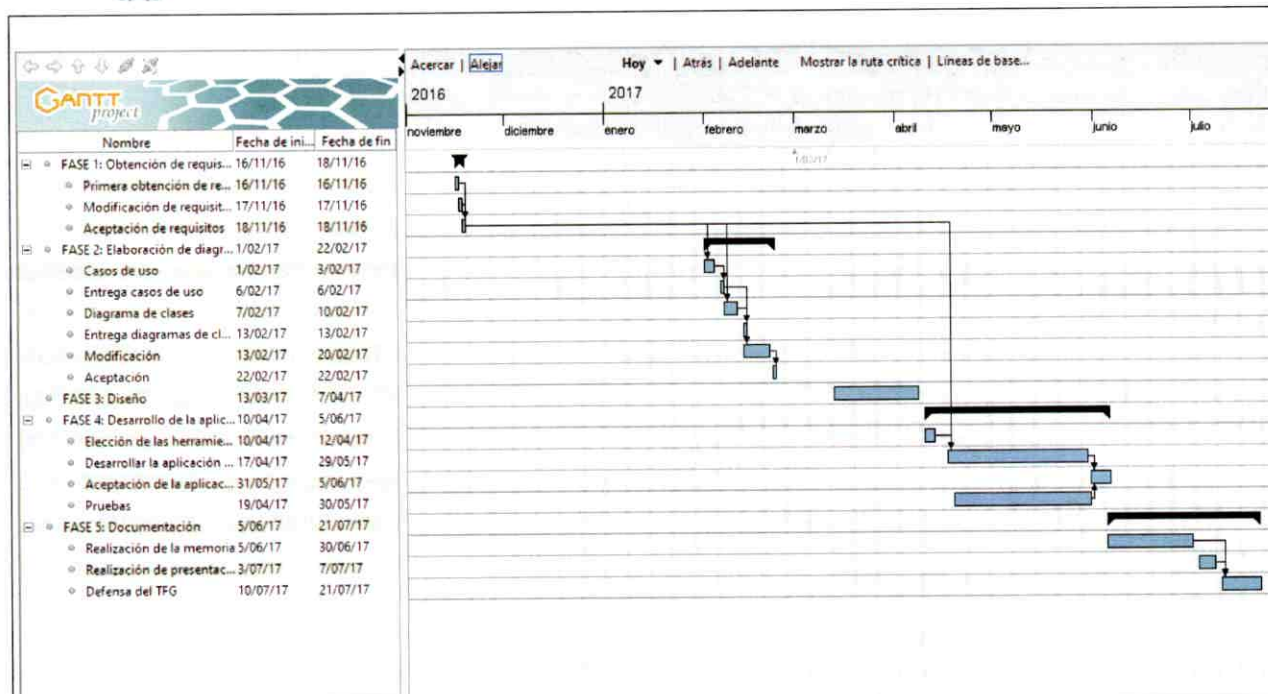 Acercar | Alejar Hoy | Atrás | Adelante Mostrar la ruta crítica | Líneas de base...
GANTT project
2016 2017
noviembre diciembre enero febrero marzo abril mayo junio julio
Nombre Fecha de ini... Fecha de fin
1/03/17
FASE 1: Obtención de requis... 16/11/16 18/11/16
Primera obtención de re... 16/11/16 16/11/16
Modificación de requisit... 17/11/16 17/11/16
Aceptación de requisitos 18/11/16 18/11/16
FASE 2: Elaboración de diagr... 1/02/17 22/02/17
Casos de uso 1/02/17 3/02/17
Entrega casos de uso 6/02/17 6/02/17
Diagrama de clases 7/02/17 10/02/17
Entrega diagramas de cl... 13/02/17 13/02/17
Modificación 13/02/17 20/02/17
Aceptación 22/02/17 22/02/17
FASE 3: Diseño 13/03/17 7/04/17
FASE 4: Desarrollo de la aplic... 10/04/17 5/06/17
Elección de las herramie... 10/04/17 12/04/17
Desarrollar la aplicación ... 17/04/17 29/05/17
Aceptación de la aplicac... 31/05/17 5/06/17
Pruebas 19/04/17 30/05/17
FASE 5: Documentación 5/06/17 21/07/17
Realización de la memoria 5/06/17 30/06/17
Realización de presentac... 3/07/17 7/07/17
Defensa del TFG 10/07/17 21/07/17